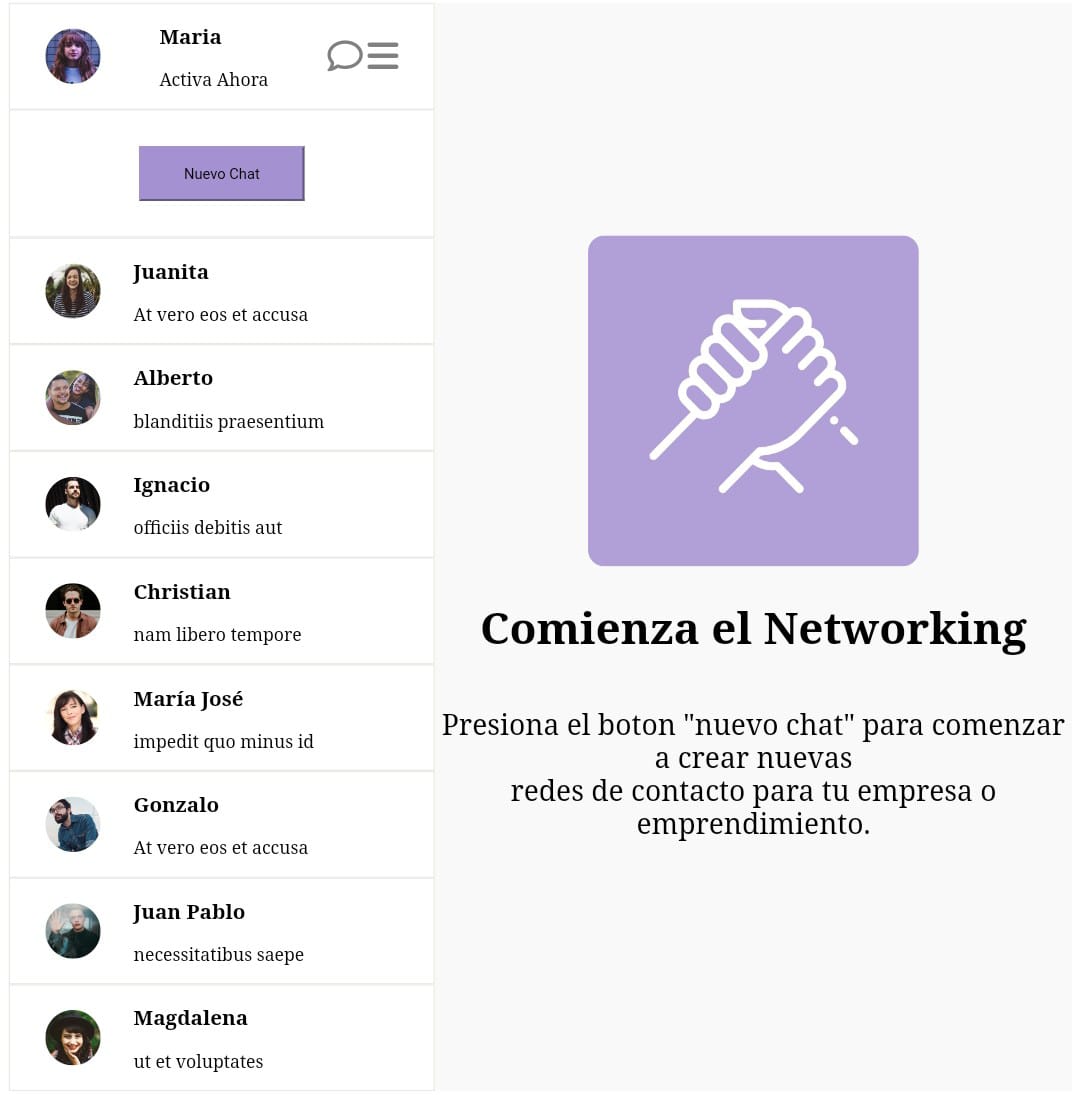 Maria
Activa Ahora
Nuevo Chat
Juanita
At vero eos et accusa
Alberto
blanditiis praesentium
Ignacio
officiis debitis aut
Christian
nam libero tempore
María José
impedit quo minus id
Gonzalo
At vero eos et accusa
Juan Pablo
necessitatibus saepe
Magdalena
ut et voluptates
Comienza el Networking
Presiona el boton "nuevo chat" para comenzar
a crear nuevas
redes de contacto para tu empresa o
emprendimiento.